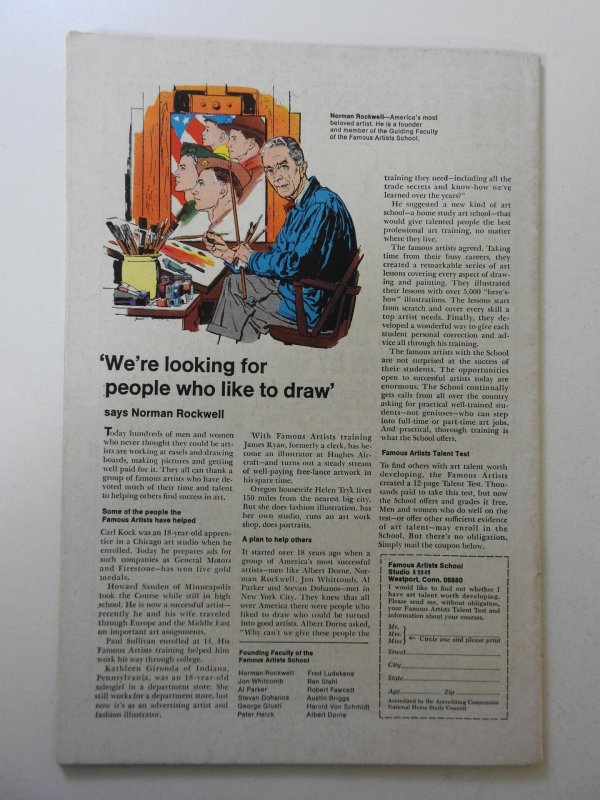 Norman Rockwell—America's most
beloved artist. He is a founder
and member of the Guiding Faculty
of the Famous Artists School.
'We're looking for
people who like to draw'
says Norman Rockwell
Today hundreds of men and women
who never thought they could be art-
ists are working at easels and drawing
boards, making pictures and getting
well paid for it. They all can thank a
group of famous artists who have de-
voted much of their time and talent
to helping others find success in art.
Some of the people the
Famous Artists have helped
Carl Kock was an 18-year-old appren-
tice in a Chicago art studio when he
enrolled. Today he prepares ads for
such companies as General Motors
and Firestone—has won five gold
medals.
Howard Sanden of Minneapolis
took the Course while still in high
school. He is now a successful artist—
recently he and his wife traveled
through Europe and the Middle East
on important art assignments.
Paul Sullivan enrolled at 14. His
Famous Artists training helped him
work his way through college.
Kathleen Gironda of Indiana,
Pennsylvania, was an 18-year-old
salesgirl in a department store. She
still works for a department store, but
now it's as an advertising artist and
fashion illustrator.
With Famous Artists training
James Ryan, formerly a clerk, has be-
come an illustrator at Hughes Air-
craft—and turns out a steady stream
of well-paying free-lance artwork in
his spare time.
Oregon housewife Helen Tryk lives
150 miles from the nearest big city.
But she does fashion illustration, has
her own studio, runs an art work
shop, does portraits.
A plan to help others
It started over 18 years ago when a
group of America's most successful
artists—men like Albert Dorne, Nor-
man Rockwell, Jon Whitcomb, Al
Parker and Stevan Dohanos—met in
New York City. They knew that all
over America there were people who
liked to draw who could be turned
into good artists. Albert Dorne asked,
"Why can't we give these people the
Founding Faculty of the
Famous Artists School
Norman Rockwell
Jon Whitcomb
Al Parker
Stevan Dohanos
George Giusti
Peter Helck
Fred Ludekens
Ben Stahl
Robert Fawcett
Austin Briggs
Harold Von Schmidt
Albert Dorne
training they need—including all the
trade secrets and know-how we've
learned over the years?"
He suggested a new kind of art
school—a home study art school—that
would give talented people the best
professional art training, no matter
where they live.
The famous artists agreed. Taking
time from their busy careers, they
created a remarkable series of art
lessons covering every aspect of draw-
ing and painting. They illustrated
their lessons with over 5,000 "here's-
how" illustrations. The lessons start
from scratch and cover every skill a
top artist needs. Finally, they de-
veloped a wonderful way to give each
student personal correction and ad-
vice all through his training.
The famous artists with the School
are not surprised at the success of
their students. The opportunities
open to successful artists today are
enormous. The School continually
gets calls from all over the country
asking for practical well-trained stu-
dents—not geniuses—who can step
into full-time or part-time art jobs.
And practical, thorough training is
what the School offers.
Famous Artists Talent Test
To find others with art talent worth
developing, the Famous Artists
created a 12-page Talent Test. Thou-
sands paid to take this test, but now
the School offers and grades it free.
Men and women who do well on the
test—or offer other sufficient evidence
of art talent—may enroll in the
School. But there's no obligation.
Simply mail the coupon below.
Famous Artists School
Studio A 5949
Westport, Conn. 06880
I would like to find out whether I
have art talent worth developing.
Please send me, without obligation,
your Famous Artists Talent Test and
information about your courses.
Mr.
Mrs. Circle one and please print
Miss
Street
City
State
Age Zip
Accredited by the Accrediting Commission
National Home Study Council